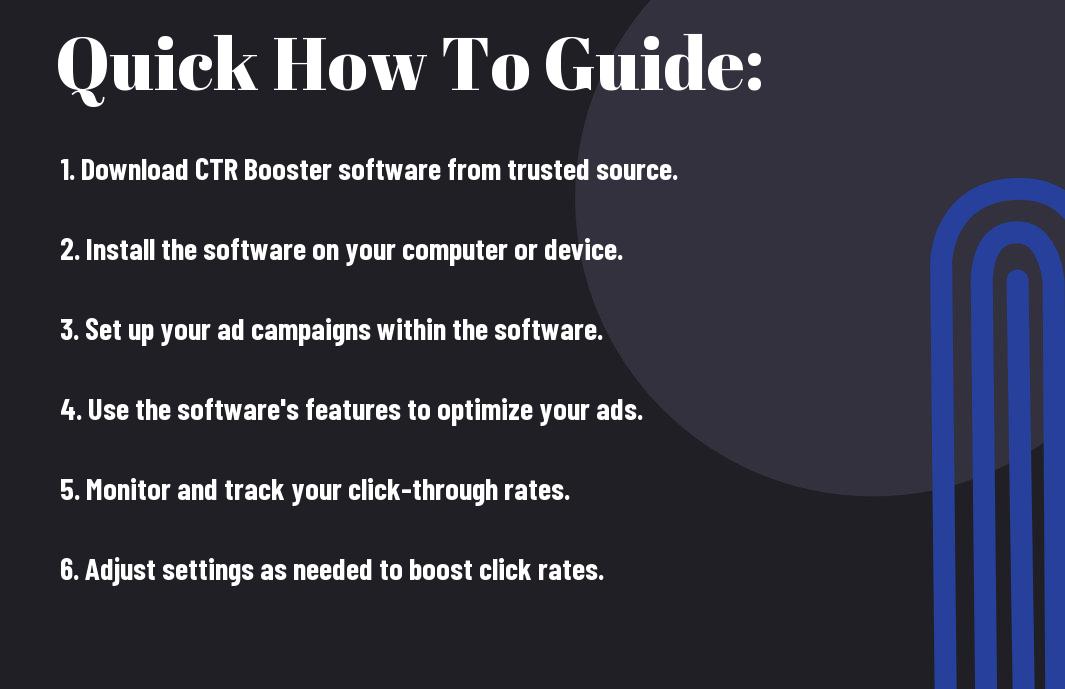 Quick How To Guide:
1. Download CTR Booster software from trusted source.
2. Install the software on your computer or device.
3. Set up your ad campaigns within the software.
4. Use the software's features to optimize your ads.
5. Monitor and track your click-through rates.
6. Adjust settings as needed to boost click rates.